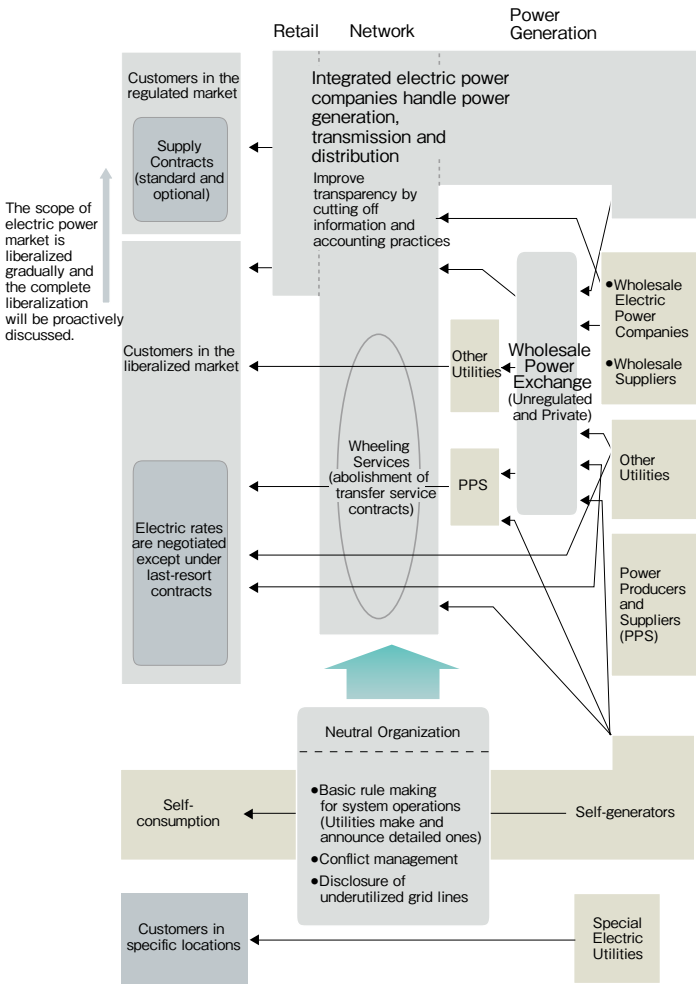 Retail
Network
Power
Generation
Customers in the
regulated market
Supply
Contracts
(standard and
optional)
Integrated electric power
companies handle power
generation,
transmission and
distribution
Improve
transparency by
cutting off
information and
accounting practices
The scope of
electric power
market is
liberalized
gradually and
the complete
liberalization
will be proactively
discussed.
Customers in the
liberalized market
Electric rates
are negotiated
except under
last-resort
contracts
Wheeling
Services
(abolishment of
transfer service
contracts)
Other
Utilities
PPS
Wholesale
Power
Exchange
(Unregulated
and Private)
•Wholesale
Electric
Power
Companies
•Wholesale
Suppliers
Other
Utilities
Power
Producers
and
Suppliers
(PPS)
Neutral Organization
•Basic rule making
for system operations
(Utilities make and
announce detailed ones)
•Conflict management
•Disclosure of
underutilized grid lines
Self-
consumption
Self-generators
Customers in
specific locations
Special
Electric
Utilities